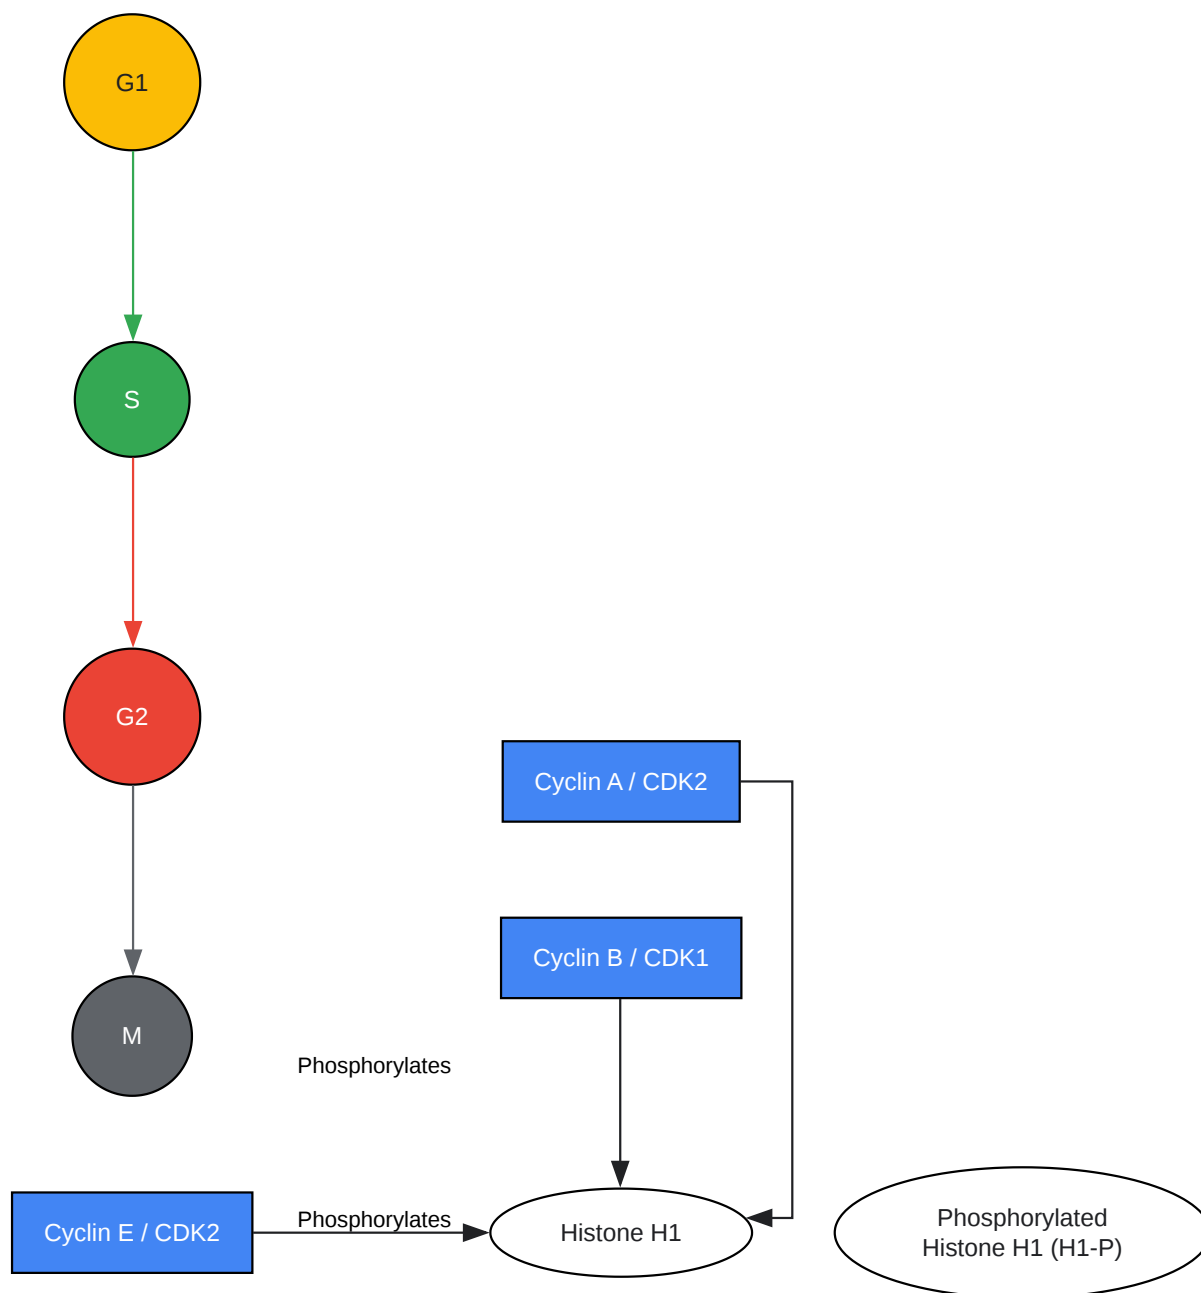 G1
S
G2
Cyclin A / CDK2
Cyclin B / CDK1
M
Phosphorylates
Cyclin E / CDK2
Phosphorylates
Histone H1
Phosphorylated
Histone H1 (H1-P)